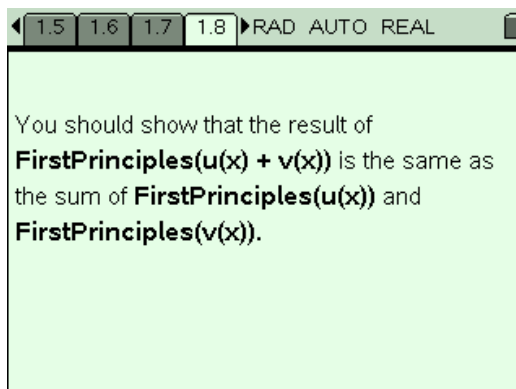 1.5 1.6 1.7 1.8 RAD AUTO REAL
You should show that the result of
FirstPrinciples(u(x) + v(x)) is the same as
the sum of FirstPrinciples(u(x)) and
FirstPrinciples(v(x)).